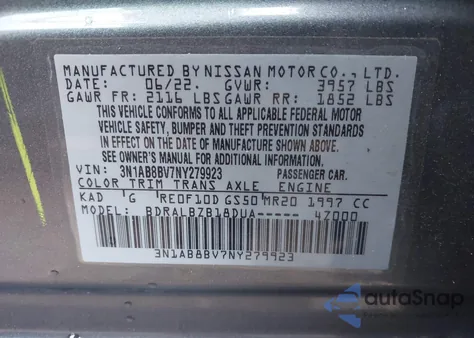 MANUFACTURED BY NISSAN MOTOR CO., LTD.
DATE: 06/22. GVWR: 3957 LBS
GAWR FR: 2116 LBS GAWR RR: 1852 LBS
THIS VEHICLE CONFORMS TO ALL APPLICABLE FEDERAL MOTOR
VEHICLE SAFETY, BUMPER AND THEFT PREVENTION STANDARDS
IN EFFECT ON THE DATE OF MANUFACTURE SHOWN ABOVE.
SEE OWNER'S MANUAL FOR ADDITIONAL INFORMATION.
VIN: 3N1AB8BV7NY279923 PASSENGER CAR.
COLOR TRIM TRANS AXLE ENGINE
KAD G RE0F10D GS50 MR20 1997 CC
MODEL: BDRALBZB18DUA----- 47000
3N1AB8BV7NY279923
autoSnap